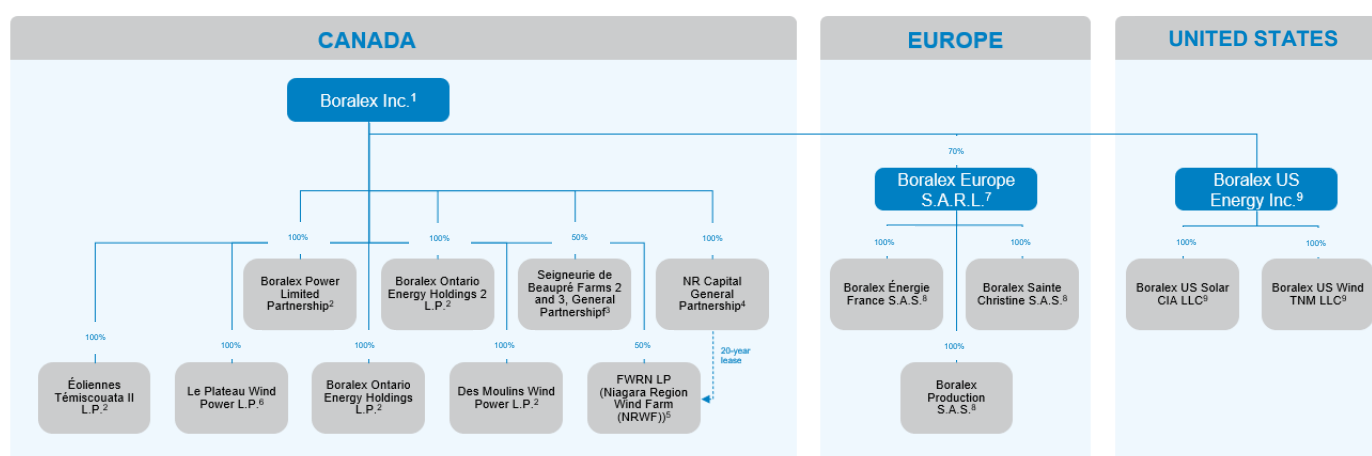 CANADA
EUROPE
UNITED STATES
Boralex Inc.1
70%
Boralex Europe
S.A.R.L.7
Boralex US
Energy Inc.9
100%
100%
50%
100%
100%
100%
100%
100%
Boralex Power
Limited
Partnership2
Boralex Ontario
Energy Holdings 2
L.P.2
Seigneurie de
Beaupré Farms 2
and 3, General
Partnershipf3
NR Capital
General
Partnership4
Boralex Énergie
France S.A.S.8
Boralex Sainte
Christine S.A.S.8
Boralex US Solar
CIA LLC9
Boralex US Wind
TNM LLC9
100%
100%
100%
100%
50%
20-year
lease
100%
Éoliennes
Témiscouata II
L.P.2
Le Plateau Wind
Power L.P.6
Boralex Ontario
Energy Holdings
L.P.2
Des Moulins Wind
Power L.P.2
FWRN LP
(Niagara Region
Wind Farm
(NRWF))5
Boralex
Production
S.A.S.8